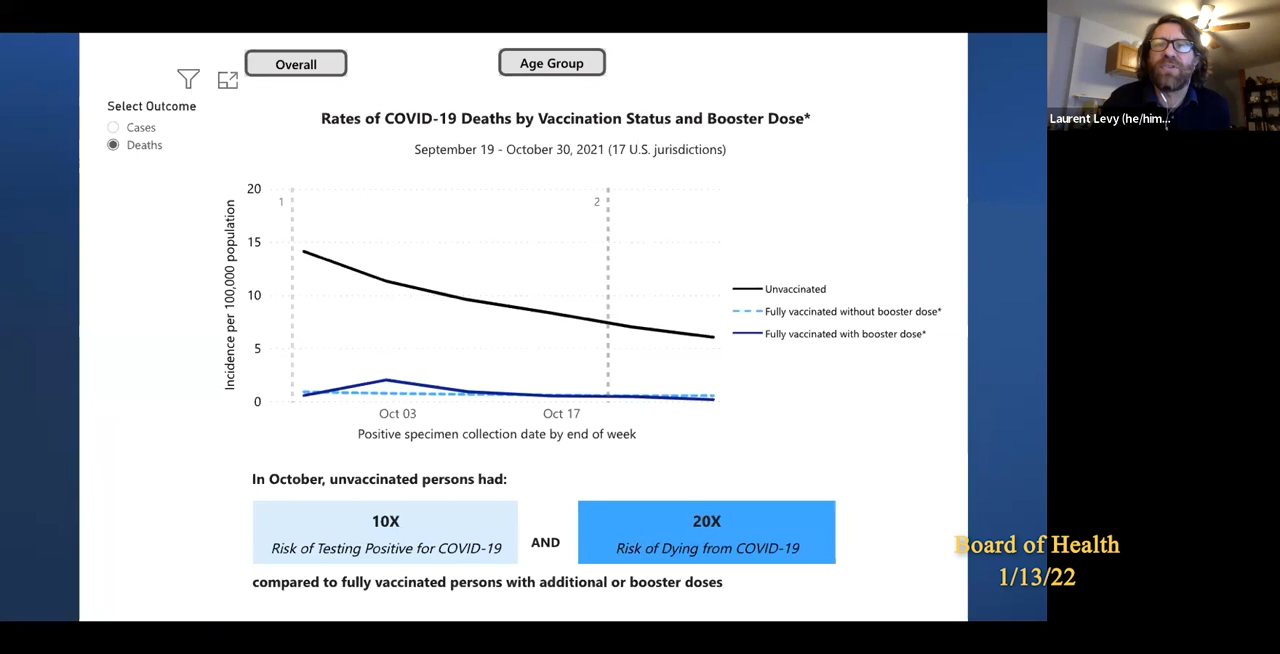 Overall
Age Group
Select Outcome
Cases
Deaths
Rates of COVID-19 Deaths by Vaccination Status and Booster Dose*
September 19 - October 30, 2021 (17 U.S. jurisdictions)
Incidence per 100,000 population
20
15
10
5
0
1
2
Oct 03
Oct 17
Positive specimen collection date by end of week
Unvaccinated
Fully vaccinated without booster dose*
Fully vaccinated with booster dose*
In October, unvaccinated persons had:
10X
Risk of Testing Positive for COVID-19
AND
20X
Risk of Dying from COVID-19
compared to fully vaccinated persons with additional or booster doses
Laurent Levy (he/him...
Board of Health
1/13/22